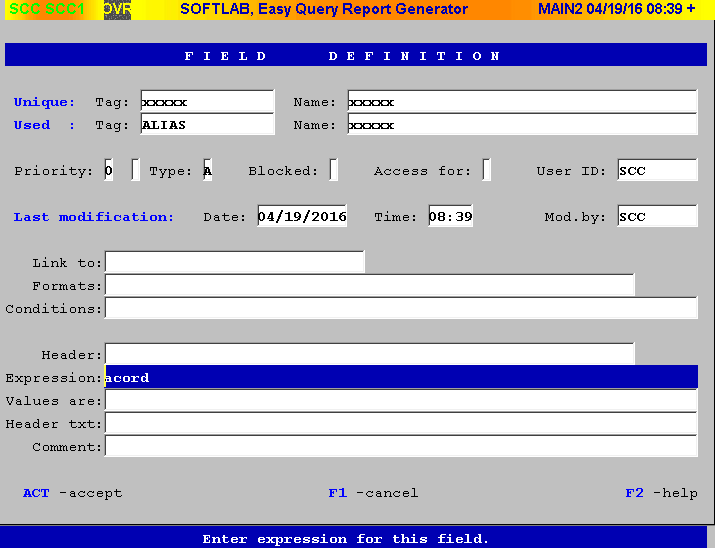 SCC SCC1 OVR SOFTLAB, Easy Query Report Generator MAIN2 04/19/16 08:39 +
F I E L D D E F I N I T I O N
Unique: Tag: xxxxx Name: xxxxx
Used : Tag: ALIAS Name: xxxxx
Priority: 0 Type: A Blocked: Access for: User ID: SCC
Last modification: Date: 04/19/2016 Time: 08:39 Mod.by: SCC
Link to:
Formats:
Conditions:
Header:
Expression: acord
Values are:
Header txt:
Comment:
ACT -accept F1 -cancel F2 -help
Enter expression for this field.